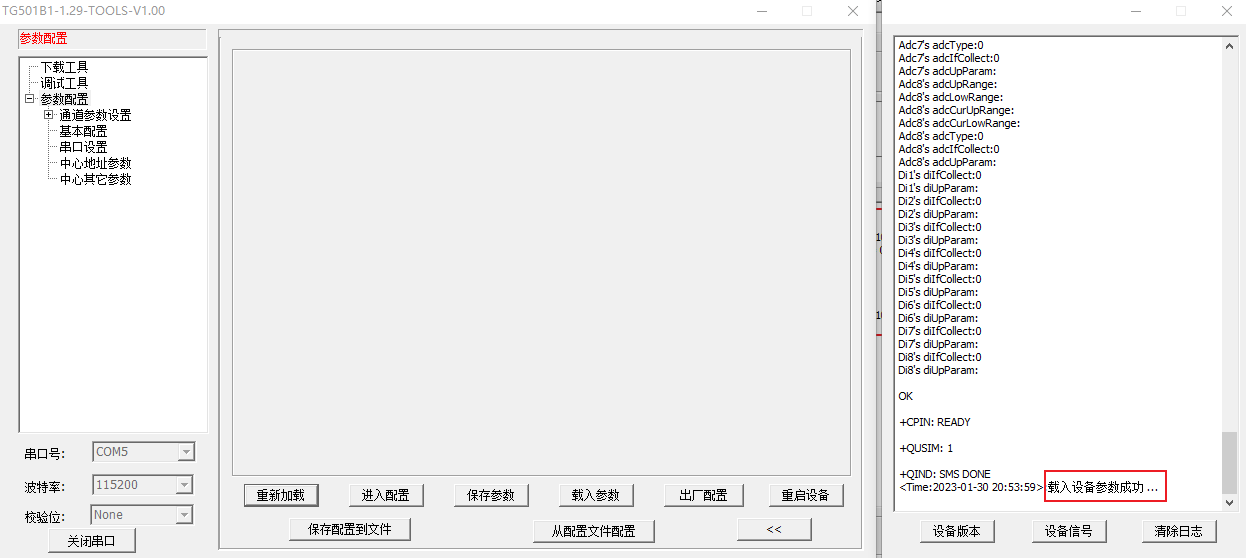 TG501B1-1.29-TOOLS-V1.00
参数配置
下载工具
调试工具
参数配置
通道参数设置
基本配置
串口设置
中心地址参数
中心其它参数
串口号:
COM5
波特率:
115200
校验位:
None
关闭串口
重新加载
进入配置
保存参数
载入参数
出厂配置
重启设备
保存配置到文件
从配置文件配置
<<
Adc7's adcType:0
Adc7's adcIfCollect:0
Adc7's adcUpParam:
Adc8's adcUpRange:
Adc8's adcLowRange:
Adc8's adcCurUpRange:
Adc8's adcCurLowRange:
Adc8's adcType:0
Adc8's adcIfCollect:0
Adc8's adcUpParam:
Di1's diIfCollect:0
Di1's diUpParam:
Di2's diIfCollect:0
Di2's diUpParam:
Di3's diIfCollect:0
Di3's diUpParam:
Di4's diIfCollect:0
Di4's diUpParam:
Di5's diIfCollect:0
Di5's diUpParam:
Di6's diIfCollect:0
Di6's diUpParam:
Di7's diIfCollect:0
Di7's diUpParam:
Di8's diIfCollect:0
Di8's diUpParam:
OK
+CPIN: READY
+QUSIM: 1
+QIND: SMS DONE
<Time:2023-01-30 20:53:59>载入设备参数成功 ...
设备版本
设备信号
清除日志